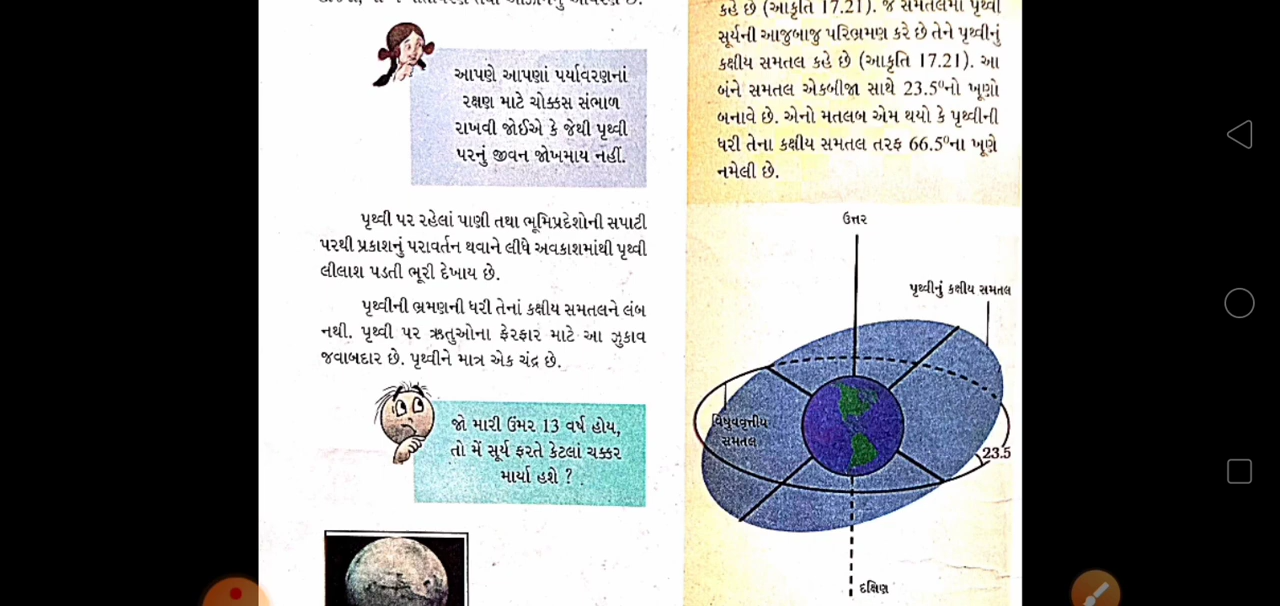 આપણે આપણાં પર્યાવરણનાં
રક્ષણ માટે ચોક્કસ સંભાળ
રાખવી જોઈએ કે જેથી પૃથ્વી
પરનું જીવન જોખમાય નહીં.
પૃથ્વી પર રહેલાં પાણી તથા ભૂમિપ્રદેશોની સપાટી
પરથી પ્રકાશનું પરાવર્તન થવાને લીધે અવકાશમાંથી પૃથ્વી
લીલાશ પડતી ભૂરી દેખાય છે.
પૃથ્વીની ભ્રમણની ધરી તેનાં કક્ષીય સમતલને લંબ
નથી. પૃથ્વી પર ઋતુઓના ફેરફાર માટે આ ઝુકાવ
જવાબદાર છે. પૃથ્વીને માત્ર એક ચંદ્ર છે.
જો મારી ઉંમર 13 વર્ષ હોય,
તો મેં સૂર્ય ફરતે કેટલાં ચક્કર
માર્યા હશે ?
કહે છે (આકૃતિ 17.21). જે સમતલમાં પૃથ્વી
સૂર્યની આજુબાજુ પરિભ્રમણ કરે છે તેને પૃથ્વીનું
કક્ષીય સમતલ કહે છે (આકૃતિ 17.21). આ
બંને સમતલ એકબીજા સાથે 23.5⁰નો ખૂણો
બનાવે છે. એનો મતલબ એમ થયો કે પૃથ્વીની
ધરી તેના કક્ષીય સમતલ તરફ 66.5⁰ના ખૂણે
નમેલી છે.
ઉત્તર
પૃથ્વીનું કક્ષીય સમતલ
વિષુવવૃત્તીય
સમતલ
23.5
દક્ષિણ